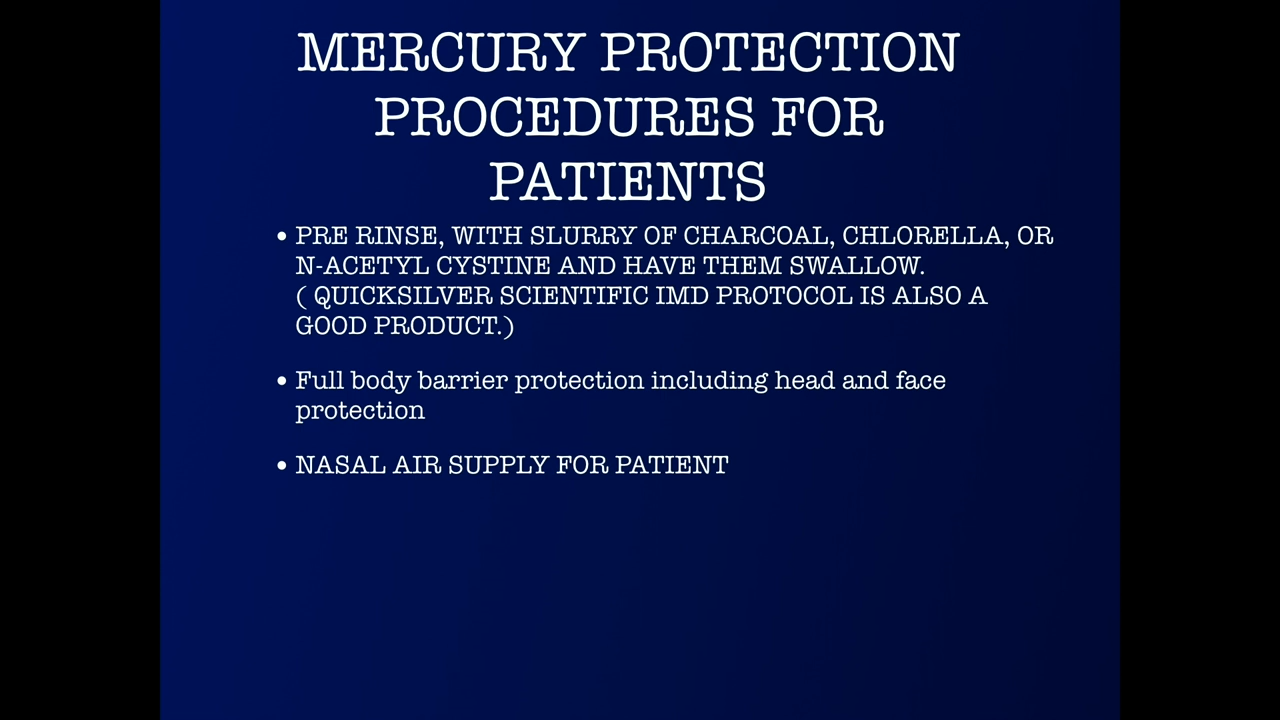 MERCURY PROTECTION
PROCEDURES FOR
PATIENTS
• PRE RINSE, WITH SLURRY OF CHARCOAL, CHLORELLA, OR
N-ACETYL CYSTINE AND HAVE THEM SWALLOW.
( QUICKSILVER SCIENTIFIC IMD PROTOCOL IS ALSO A
GOOD PRODUCT.)
• Full body barrier protection including head and face
protection
• NASAL AIR SUPPLY FOR PATIENT